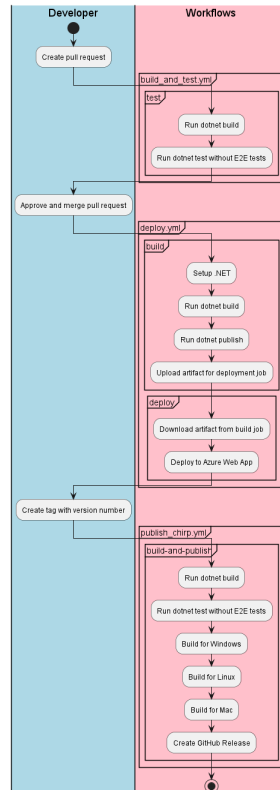 Developer
Workflows
Create pull request
build_and_test.yml
test
Run dotnet build
Run dotnet test without E2E tests
Approve and merge pull request
deploy.yml
build
Setup .NET
Run dotnet build
Run dotnet publish
Upload artifact for deployment job
deploy
Download artifact from build job
Deploy to Azure Web App
Create tag with version number
publish_chirp.yml
build-and-publish
Run dotnet build
Run dotnet test without E2E tests
Build for Windows
Build for Linux
Build for Mac
Create GitHub Release